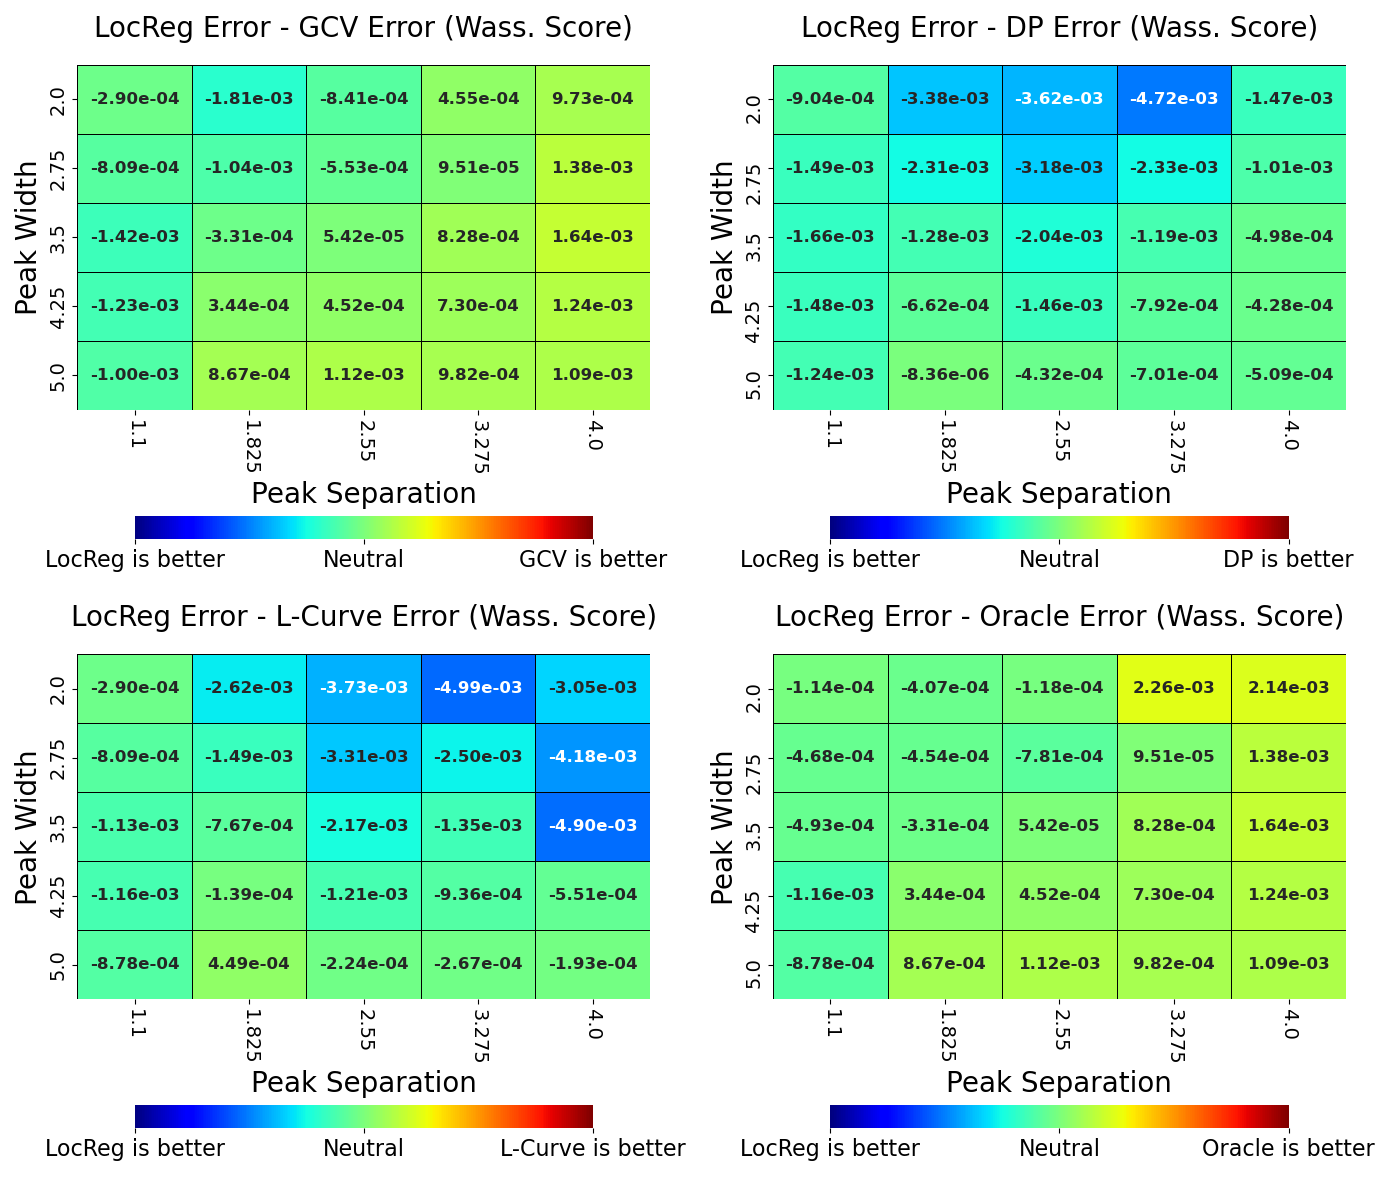 LocReg Error - GCV Error (Wass. Score)
Peak Width
2.0 -2.90e-04 -1.81e-03 -8.41e-04 4.55e-04 9.73e-04
2.75 -8.09e-04 -1.04e-03 -5.53e-04 9.51e-05 1.38e-03
3.5 -1.42e-03 -3.31e-04 5.42e-05 8.28e-04 1.64e-03
4.25 -1.23e-03 3.44e-04 4.52e-04 7.30e-04 1.24e-03
5.0 -1.00e-03 8.67e-04 1.12e-03 9.82e-04 1.09e-03
1.1 1.825 2.55 3.275 4.0
Peak Separation
LocReg is better Neutral GCV is better
LocReg Error - DP Error (Wass. Score)
Peak Width
2.0 -9.04e-04 -3.38e-03 -3.62e-03 -4.72e-03 -1.47e-03
2.75 -1.49e-03 -2.31e-03 -3.18e-03 -2.33e-03 -1.01e-03
3.5 -1.66e-03 -1.28e-03 -2.04e-03 -1.19e-03 -4.98e-04
4.25 -1.48e-03 -6.62e-04 -1.46e-03 -7.92e-04 -4.28e-04
5.0 -1.24e-03 -8.36e-06 -4.32e-04 -7.01e-04 -5.09e-04
1.1 1.825 2.55 3.275 4.0
Peak Separation
LocReg is better Neutral DP is better
LocReg Error - L-Curve Error (Wass. Score)
Peak Width
2.0 -2.90e-04 -2.62e-03 -3.73e-03 -4.99e-03 -3.05e-03
2.75 -8.09e-04 -1.49e-03 -3.31e-03 -2.50e-03 -4.18e-03
3.5 -1.13e-03 -7.67e-04 -2.17e-03 -1.35e-03 -4.90e-03
4.25 -1.16e-03 -1.39e-04 -1.21e-03 -9.36e-04 -5.51e-04
5.0 -8.78e-04 4.49e-04 -2.24e-04 -2.67e-04 -1.93e-04
1.1 1.825 2.55 3.275 4.0
Peak Separation
LocReg is better Neutral L-Curve is better
LocReg Error - Oracle Error (Wass. Score)
Peak Width
2.0 -1.14e-04 -4.07e-04 -1.18e-04 2.26e-03 2.14e-03
2.75 -4.68e-04 -4.54e-04 -7.81e-04 9.51e-05 1.38e-03
3.5 -4.93e-04 -3.31e-04 5.42e-05 8.28e-04 1.64e-03
4.25 -1.16e-03 3.44e-04 4.52e-04 7.30e-04 1.24e-03
5.0 -8.78e-04 8.67e-04 1.12e-03 9.82e-04 1.09e-03
1.1 1.825 2.55 3.275 4.0
Peak Separation
LocReg is better Neutral Oracle is better